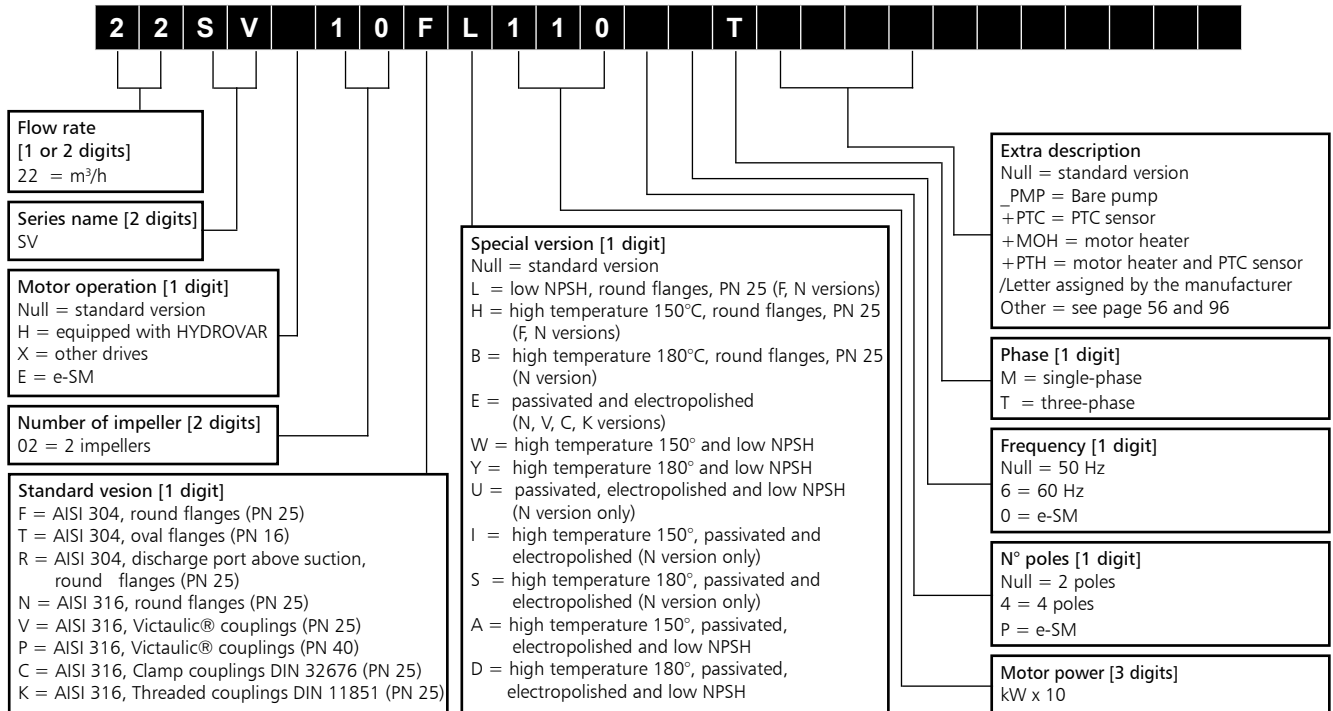 22SV 10FL110 T
Flow rate
[1 or 2 digits]
22 = m³/h
Series name [2 digits]
SV
Motor operation [1 digit]
Null = standard version
H = equipped with HYDROVAR
X = other drives
E = e-SM
Number of impeller [2 digits]
02 = 2 impellers
Standard vesion [1 digit]
F = AISI 304, round flanges (PN 25)
T = AISI 304, oval flanges (PN 16)
R = AISI 304, discharge port above suction,
round flanges (PN 25)
N = AISI 316, round flanges (PN 25)
V = AISI 316, Victaulic® couplings (PN 25)
P = AISI 316, Victaulic® couplings (PN 40)
C = AISI 316, Clamp couplings DIN 32676 (PN 25)
K = AISI 316, Threaded couplings DIN 11851 (PN 25)
Special version [1 digit]
Null = standard version
L = low NPSH, round flanges, PN 25 (F, N versions)
H = high temperature 150°C, round flanges, PN 25
(F, N versions)
B = high temperature 180°C, round flanges, PN 25
(N version)
E = passivated and electropolished
(N, V, C, K versions)
W = high temperature 150° and low NPSH
Y = high temperature 180° and low NPSH
U = passivated, electropolished and low NPSH
(N version only)
I = high temperature 150°, passivated and
electropolished (N version only)
S = high temperature 180°, passivated and
electropolished (N version only)
A = high temperature 150°, passivated,
electropolished and low NPSH
D = high temperature 180°, passivated,
electropolished and low NPSH
Extra description
Null = standard version
_PMP = Bare pump
+PTC = PTC sensor
+MOH = motor heater
+PTH = motor heater and PTC sensor
/Letter assigned by the manufacturer
Other = see page 56 and 96
Phase [1 digit]
M = single-phase
T = three-phase
Frequency [1 digit]
Null = 50 Hz
6 = 60 Hz
0 = e-SM
N° poles [1 digit]
Null = 2 poles
4 = 4 poles
P = e-SM
Motor power [3 digits]
kW x 10